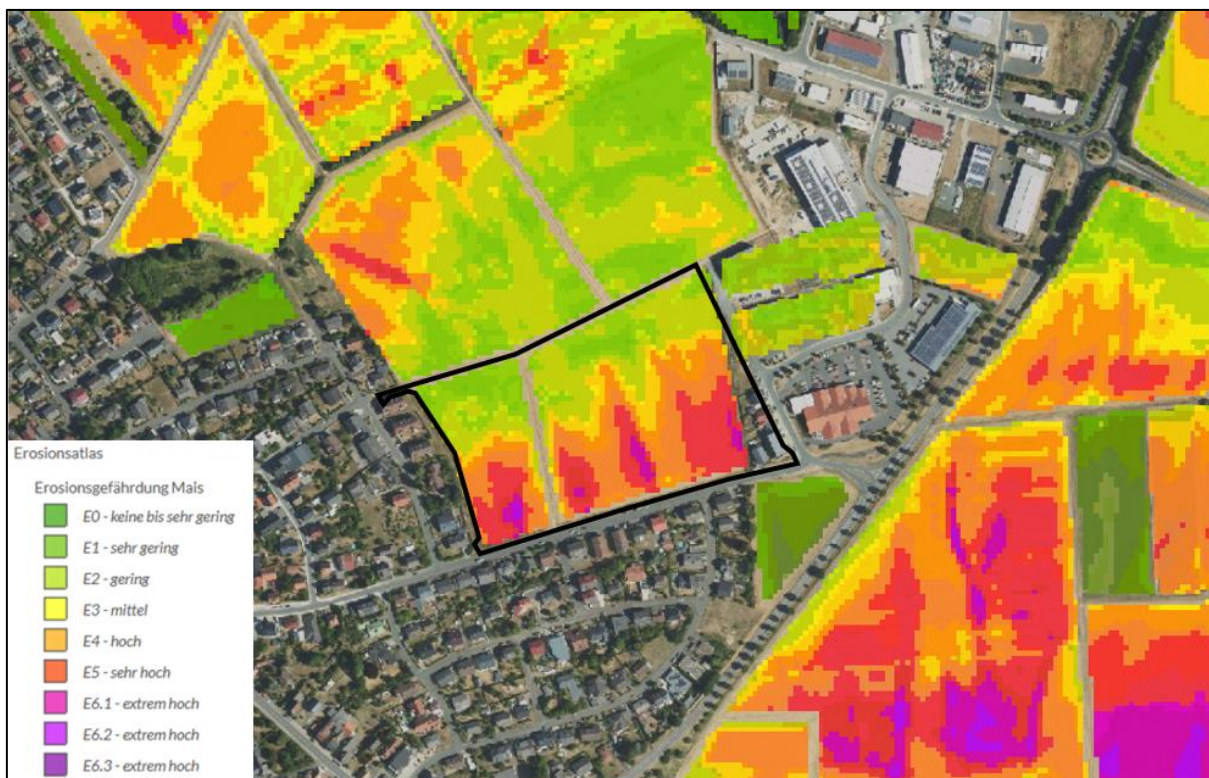 Erosionsatlas
Erosionsgefährdung Mais
E0 - keine bis sehr gering
E1 - sehr gering
E2 - gering
E3 - mittel
E4 - hoch
E5 - sehr hoch
E6.1 - extrem hoch
E6.2 - extrem hoch
E6.3 - extrem hoch